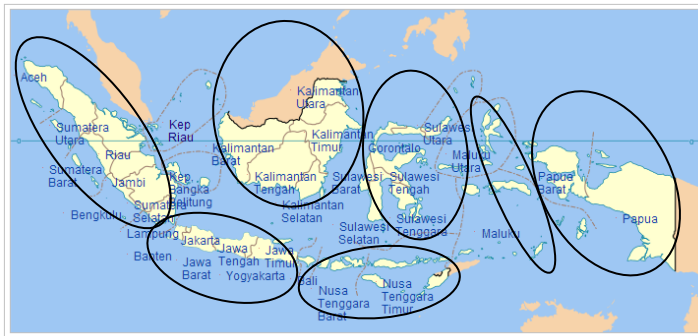 Aceh
Sumatera
Utara
Riau
Sumatera
Barat
Jambi
Kep
Riau
Kep.
Bangka
Belitung
Bengkulu
Sumatera
Selatan
Lampung
Banten
Jakarta
Jawa
Barat
Jawa
Tengah
Yogyakarta
Jawa
Timur
Bali
Nusa
Tenggara
Barat
Nusa
Tenggara
Timur
Kalimantan
Utara
Kalimantan
Barat
Kalimantan
Timur
Kalimantan
Tengah
Kalimantan
Selatan
Sulawesi
Barat
Gorontalo
Sulawesi
Utara
Sulawesi
Tengah
Sulawesi
Tenggara
Sulawesi
Selatan
Maluku
Utara
Maluku
Papua
Barat
Papua